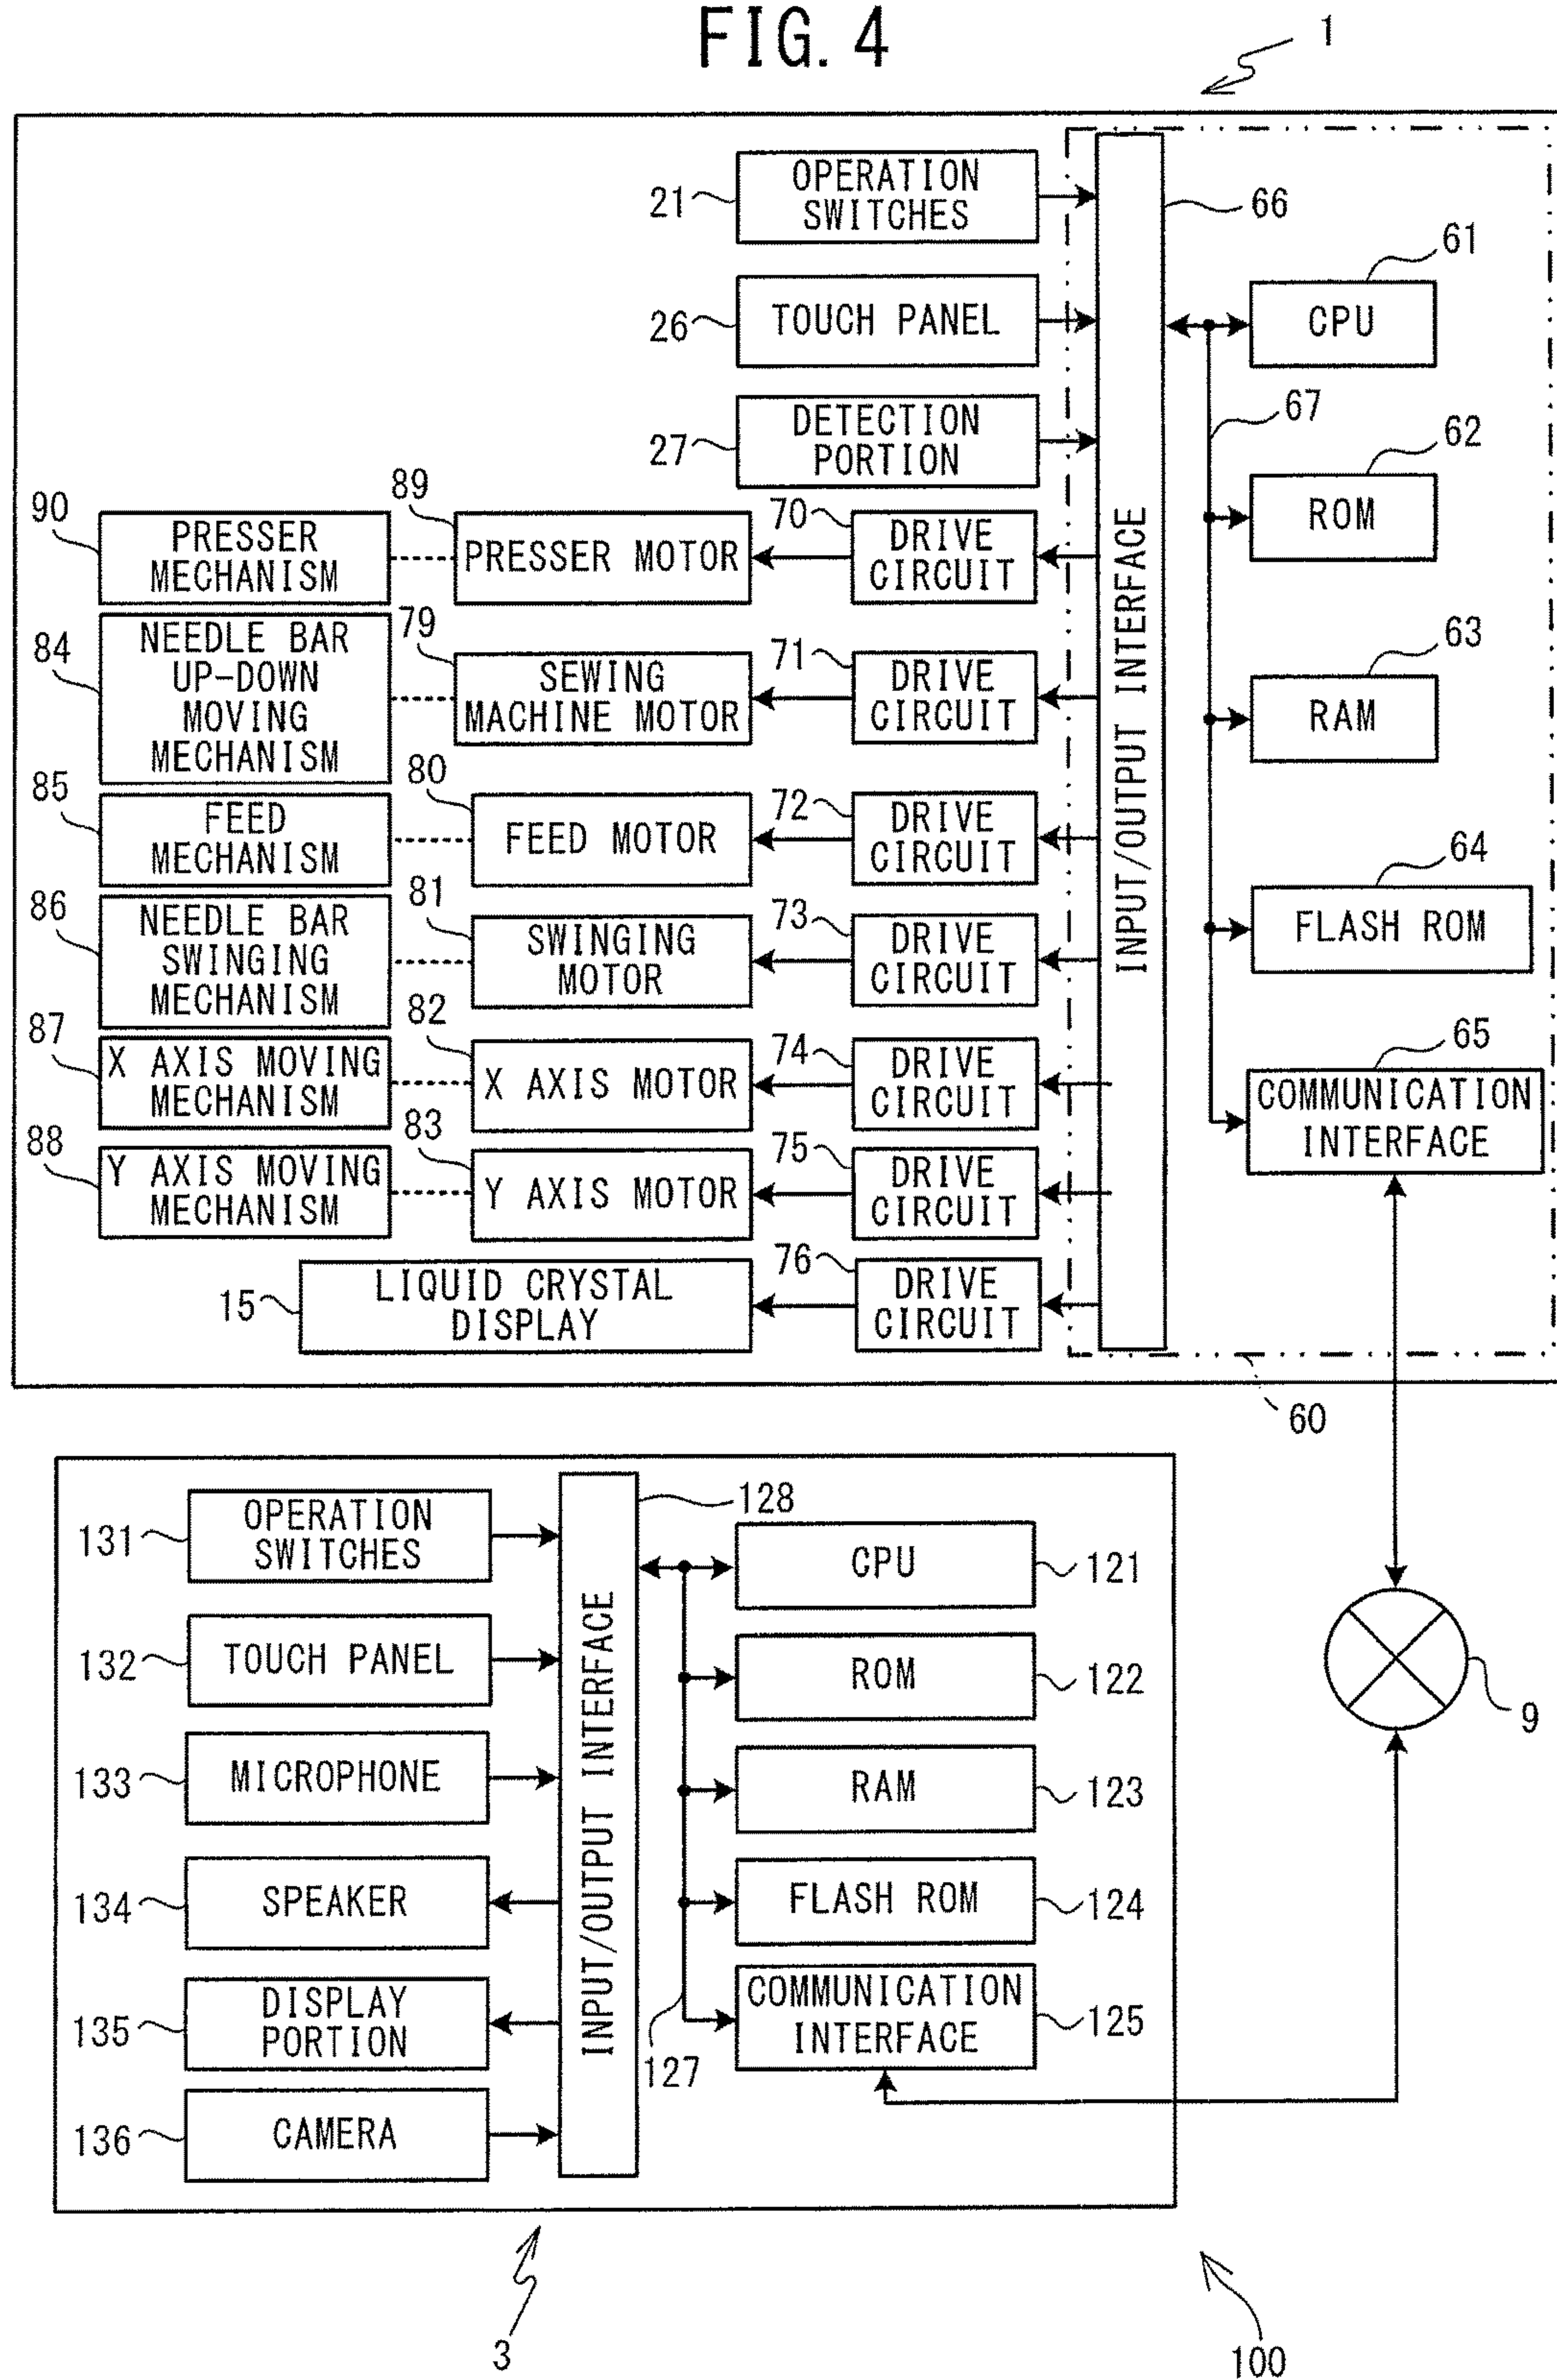 FIG. 4
1
OPERATION
SWITCHES
21
66
61
TOUCH PANEL
26
CPU
67
DETECTION
PORTION
27
62
ROM
90
PRESSER
MECHANISM
89
PRESSER MOTOR
70
DRIVE
CIRCUIT
INPUT/OUTPUT INTERFACE
84
NEEDLE BAR
UP-DOWN
MOVING
MECHANISM
79
SEWING
MACHINE MOTOR
71
DRIVE
CIRCUIT
63
RAM
85
FEED
MECHANISM
80
FEED MOTOR
72
DRIVE
CIRCUIT
64
FLASH ROM
86
NEEDLE BAR
SWINGING
MECHANISM
81
SWINGING
MOTOR
73
DRIVE
CIRCUIT
87
X AXIS MOVING
MECHANISM
82
X AXIS MOTOR
74
DRIVE
CIRCUIT
65
COMMUNICATION
INTERFACE
88
Y AXIS MOVING
MECHANISM
83
Y AXIS MOTOR
75
DRIVE
CIRCUIT
15
LIQUID CRYSTAL
DISPLAY
76
DRIVE
CIRCUIT
60
131
OPERATION
SWITCHES
128
CPU
121
132
TOUCH PANEL
INPUT/OUTPUT INTERFACE
ROM
122
9
133
MICROPHONE
RAM
123
134
SPEAKER
FLASH ROM
124
135
DISPLAY
PORTION
127
COMMUNICATION
INTERFACE
125
136
CAMERA
3
100